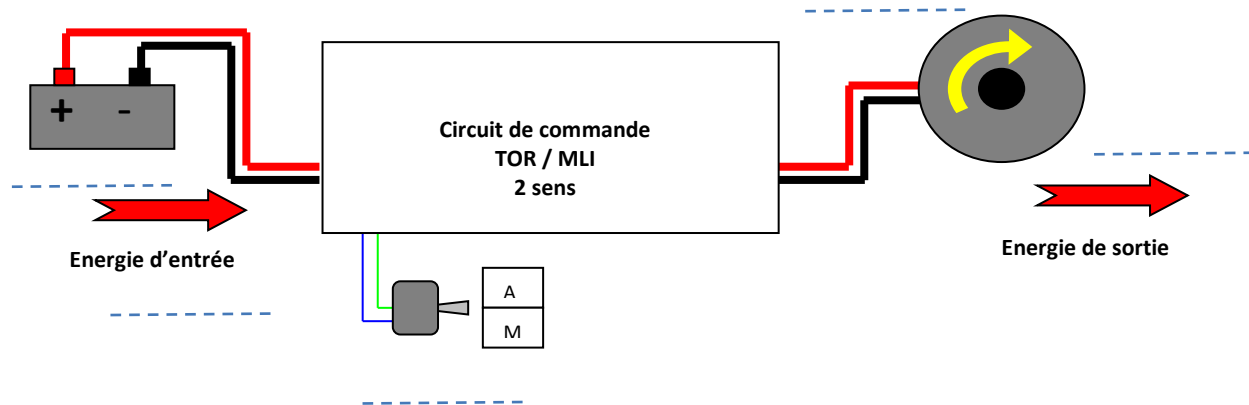 + -
Circuit de commande
TOR / MLI
2 sens
Energie d’entrée
Energie de sortie
A
M